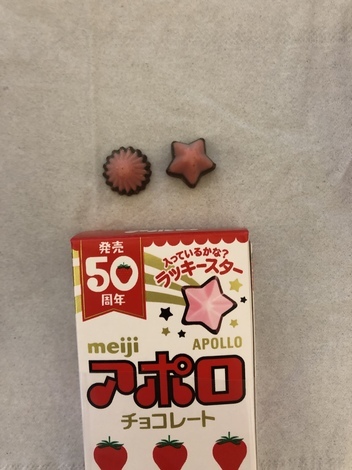 発売
50
周年
入っているかな?
ラッキースター
meiji
APOLLO
アポロ
チョコレート